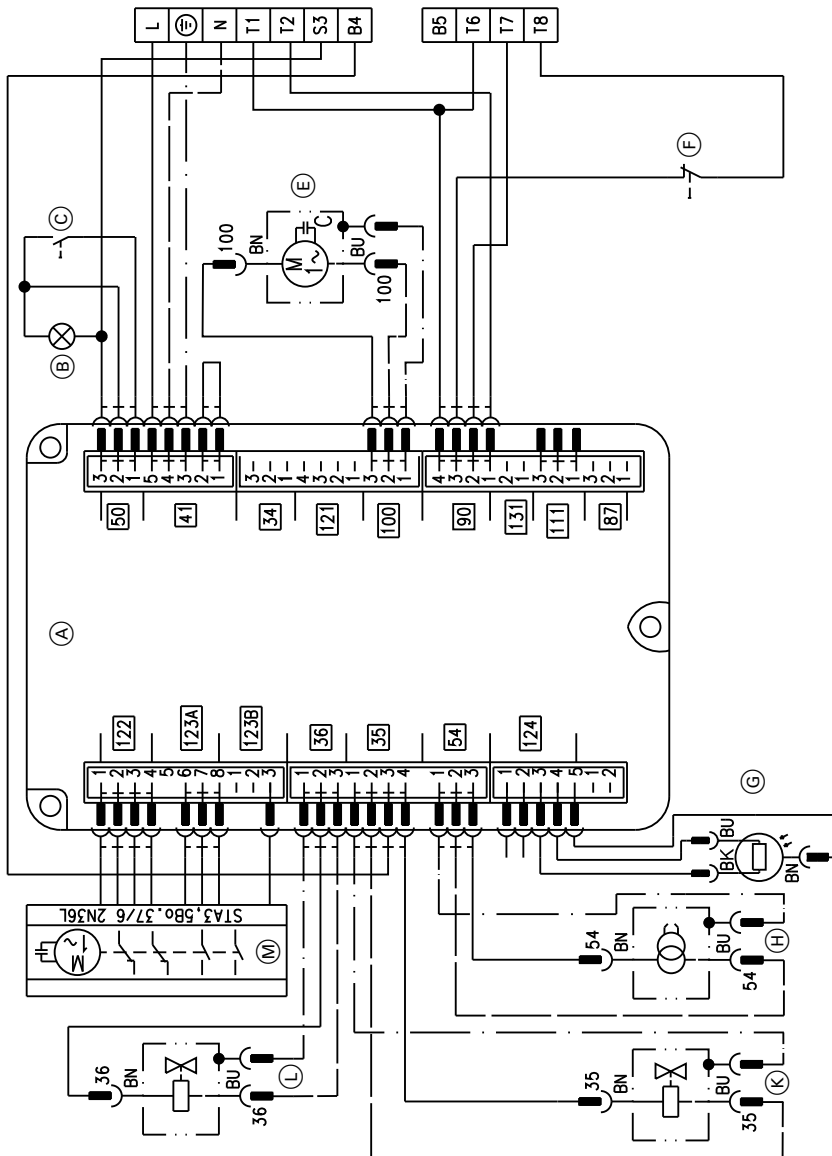 L N T1 T2 S3 B4
B5 T6 T7 T8
F
E
C
B
100 BN
M 1~
C
BU
100
3 2 1 5 4 3 2 1
3 2 1 4 3 2 1 3 2 1
4 3 2 1 2 1 3 2 1 3 2 1
50 41 34 121 100 90 131 111 87
A
122 123A 123B 36 35 54 124
1 2 3 4 5 6 7 8 1 2 3
1 2 3 1 2 3 4
1 2 3
1 2 3 4 5 1 2
G
BK BU
BN
STA3,5Bo.37/6 2N36L
M 1~
M
54 BN
BU
54
H
36 BN
BU
36
L
35 BN
BU
35
K